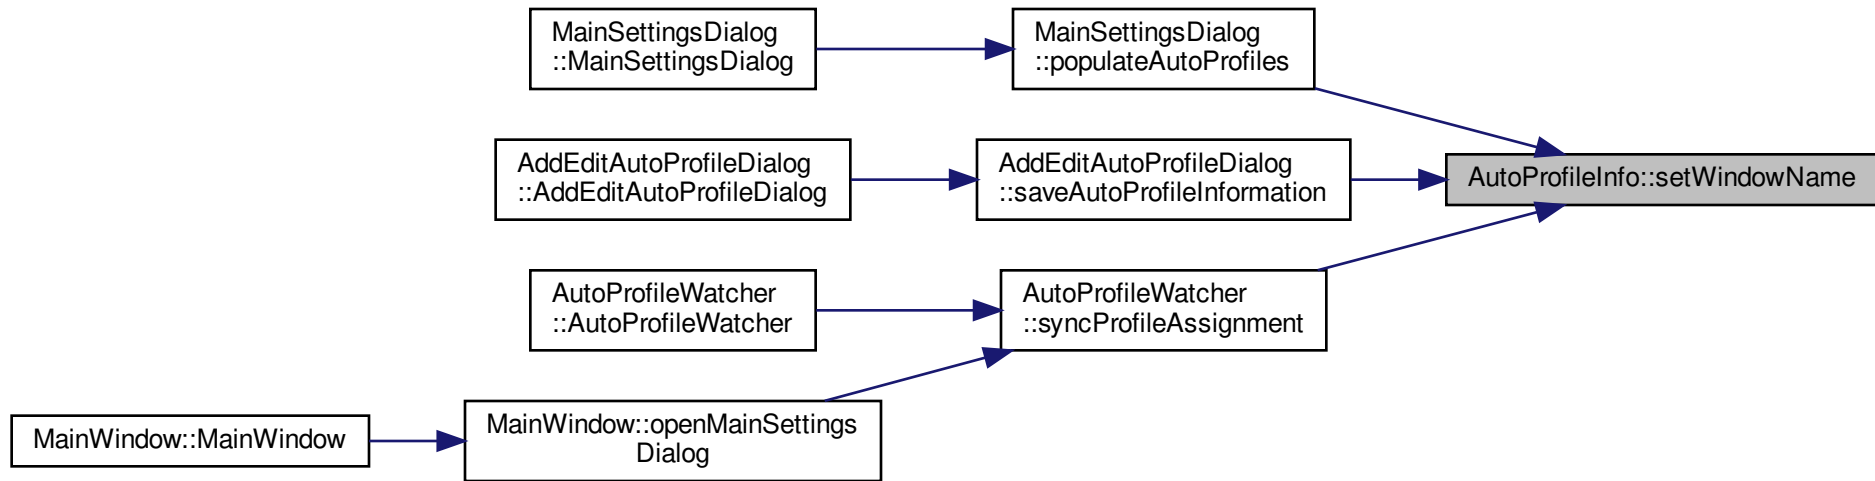 MainSettingsDialog
::MainSettingsDialog
MainSettingsDialog
::populateAutoProfiles
AddEditAutoProfileDialog
::AddEditAutoProfileDialog
AddEditAutoProfileDialog
::saveAutoProfileInformation
AutoProfileInfo::setWindowName
AutoProfileWatcher
::AutoProfileWatcher
AutoProfileWatcher
::syncProfileAssignment
MainWindow::MainWindow
MainWindow::openMainSettings
Dialog